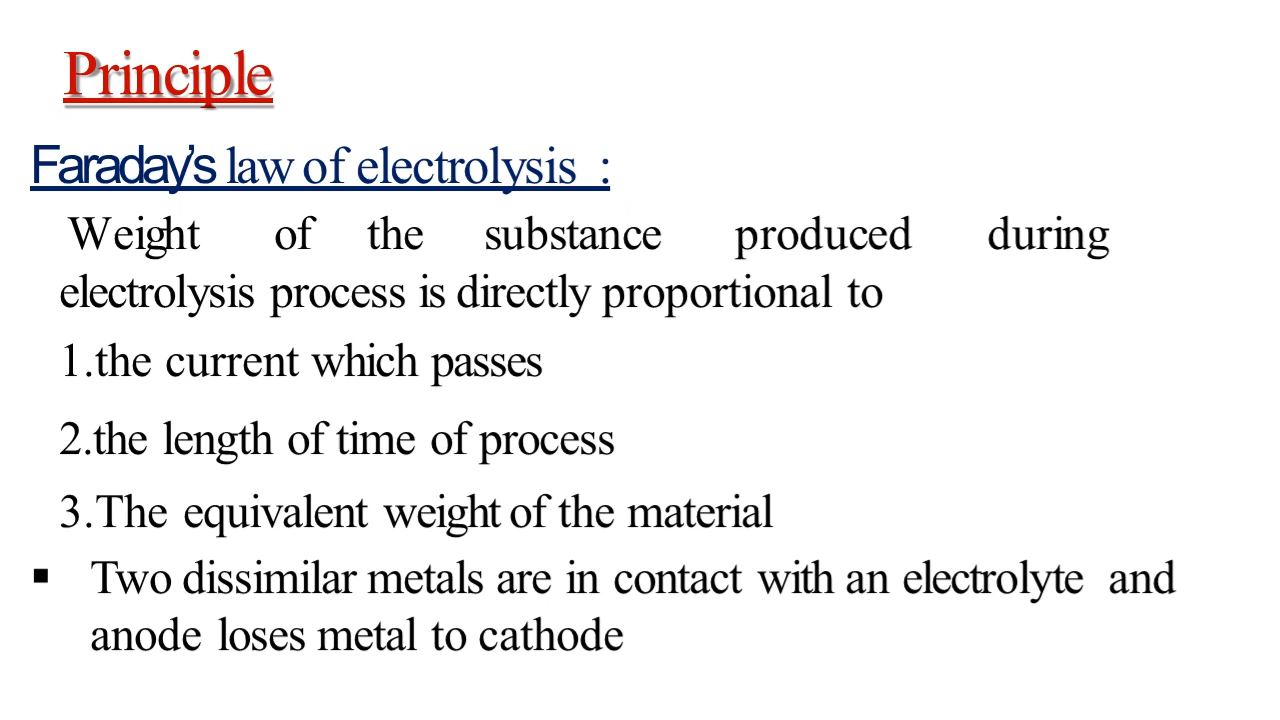 Principle
Faraday's law of electrolysis :
Weight of the substance produced during
electrolysis process is directly proportional to
1.the current which passes
2.the length of time of process
3.The equivalent weight of the material
▪ Two dissimilar metals are in contact with an electrolyte and
anode loses metal to cathode